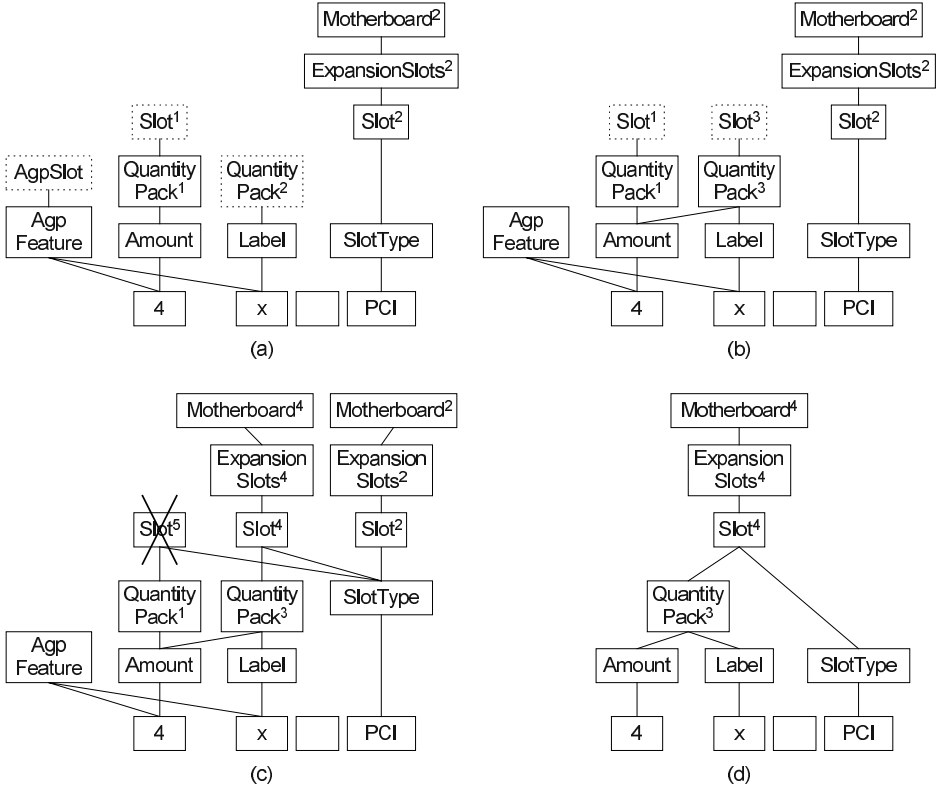 Motherboard²
ExpansionSlots²
Slot¹
Slot²
AgpSlot
Quantity
Pack¹
Quantity
Pack²
Agp
Feature
Amount
Label
SlotType
4
x
PCI
(a)
Motherboard²
ExpansionSlots²
Slot¹
Slot³
Slot²
Quantity
Pack¹
Quantity
Pack³
Agp
Feature
Amount
Label
SlotType
4
x
PCI
(b)
Motherboard⁴
Motherboard²
Expansion
Slots⁴
Expansion
Slots²
Slot⁵
Slot⁴
Slot²
Quantity
Pack¹
Quantity
Pack³
SlotType
Agp
Feature
Amount
Label
4
x
PCI
(c)
Motherboard⁴
Expansion
Slots⁴
Slot⁴
Quantity
Pack³
Amount
Label
SlotType
4
x
PCI
(d)